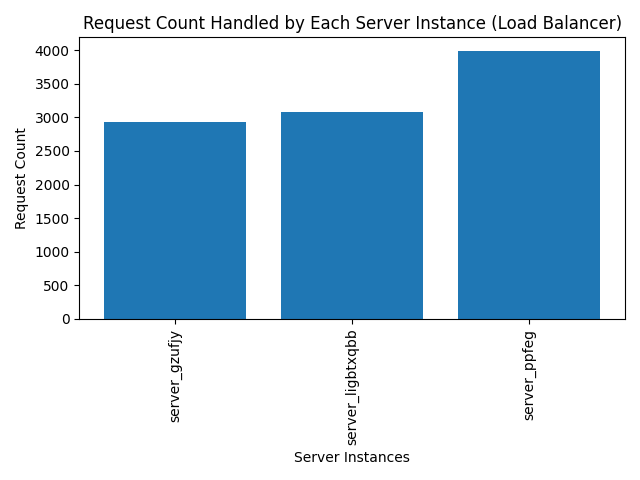 Request Count Handled by Each Server Instance (Load Balancer)
Request Count
4000
3500
3000
2500
2000
1500
1000
500
0
server_gzufjy
server_ligbtxqbb
server_ppfeg
Server Instances